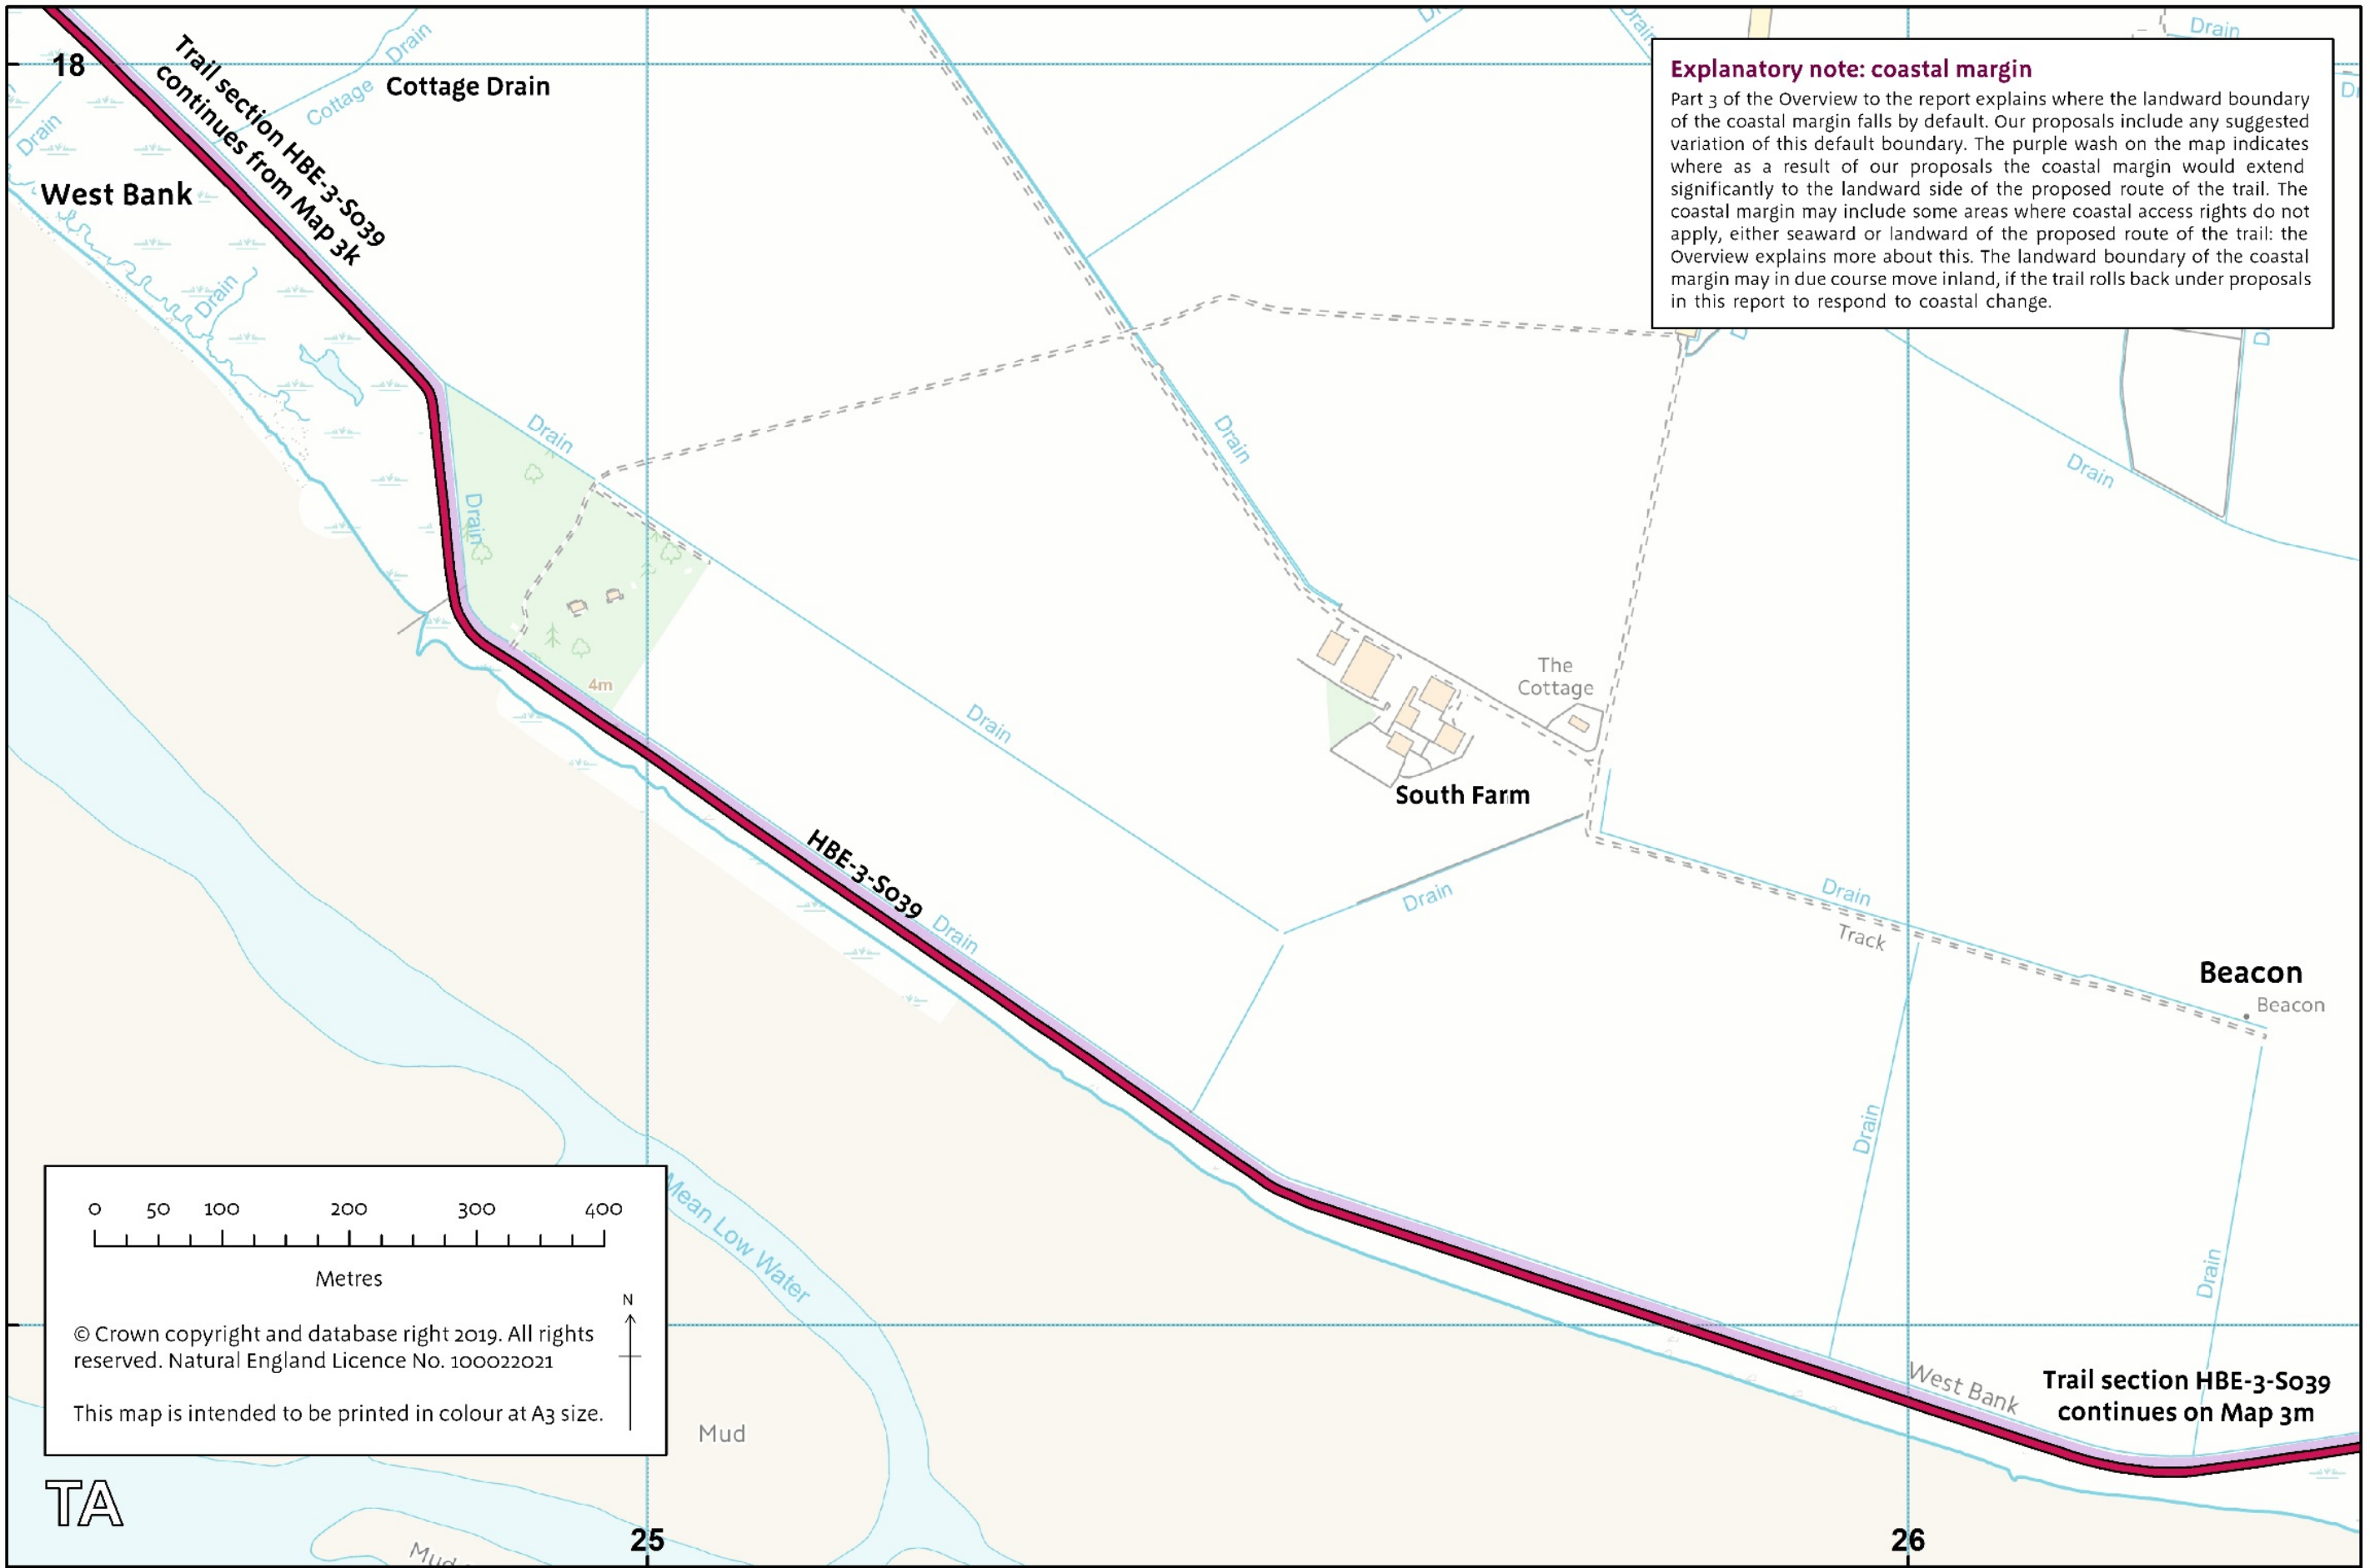 18
Trail section HBE-3-S039
continues from Map 3k
Cottage Drain
Cottage
Drain
Drain
West Bank
Drain
Drain
Drain
Drain
Explanatory note: coastal margin
Part 3 of the Overview to the report explains where the landward boundary
of the coastal margin falls by default. Our proposals include any suggested
variation of this default boundary. The purple wash on the map indicates
where as a result of our proposals the coastal margin would extend
significantly to the landward side of the proposed route of the trail. The
coastal margin may include some areas where coastal access rights do not
apply, either seaward or landward of the proposed route of the trail: the
Overview explains more about this. The landward boundary of the coastal
margin may in due course move inland, if the trail rolls back under proposals
in this report to respond to coastal change.
Drain
Drain
Drain
Drain
4m
The
Cottage
Drain
South Farm
HBE-3-S039
Drain
Drain
Drain
Track
Beacon
Beacon
Drain
Drain
Mean Low Water
0 50 100 200 300 400
Metres
N
© Crown copyright and database right 2019. All rights
reserved. Natural England Licence No. 100022021
This map is intended to be printed in colour at A3 size.
West Bank
Trail section HBE-3-S039
continues on Map 3m
Mud
TA
Mud
25
26